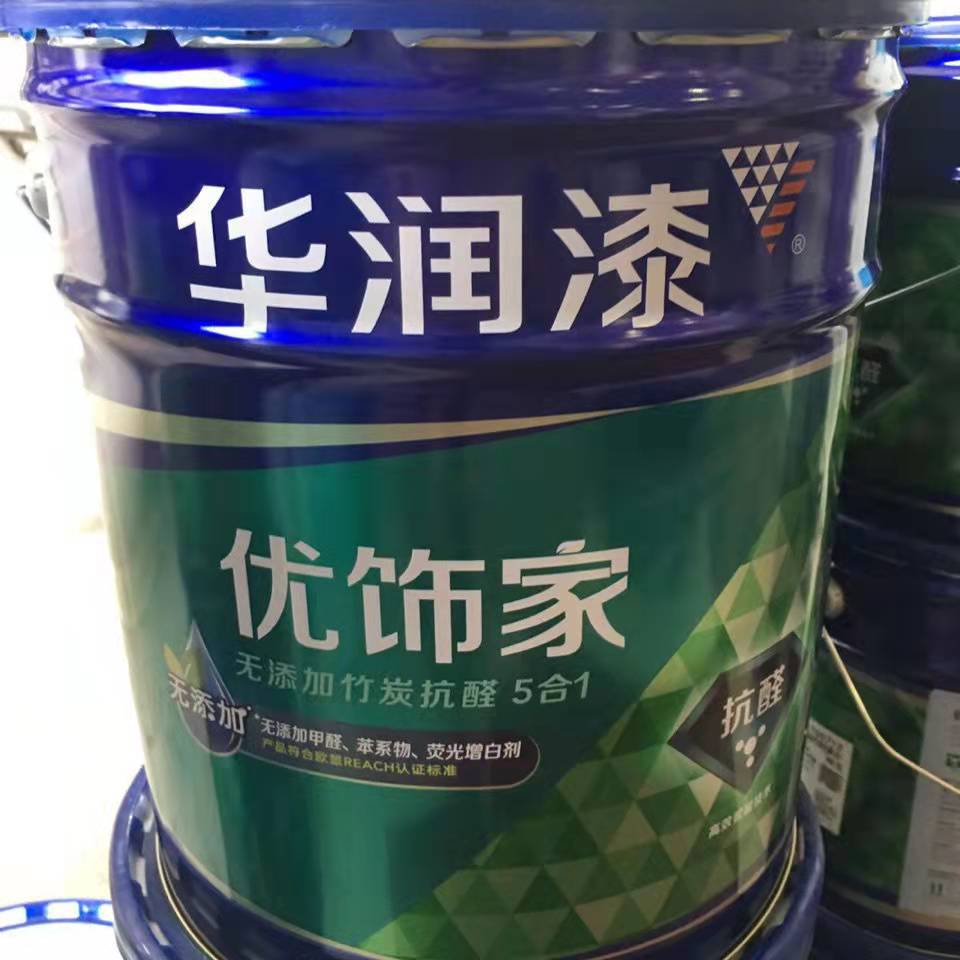 华润漆
®
优饰家
无添加竹炭抗醛 5合1
无添加
无添加甲醛、苯系物、荧光增白剂
产品符合欧盟REACH认证标准
抗醛